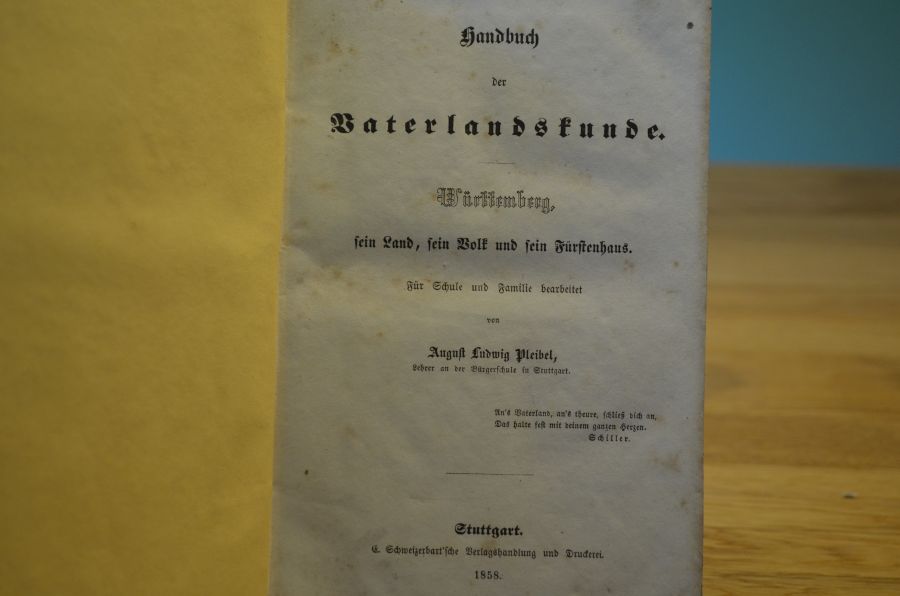 Handbuch
der
Vaterlandskunde.
Württemberg,
sein Land, sein Volk und sein Fürstenhaus.
Für Schule und Familie bearbeitet
von
August Ludwig Pleibel,
Lehrer an der Bürgerschule in Stuttgart.
An's Vaterland, an's theure, schließ dich an,
Das halte fest mit deinem ganzen Herzen.
Schiller.
Stuttgart.
E. Schweizerbart'sche Verlagshandlung und Druckerei.
1858.